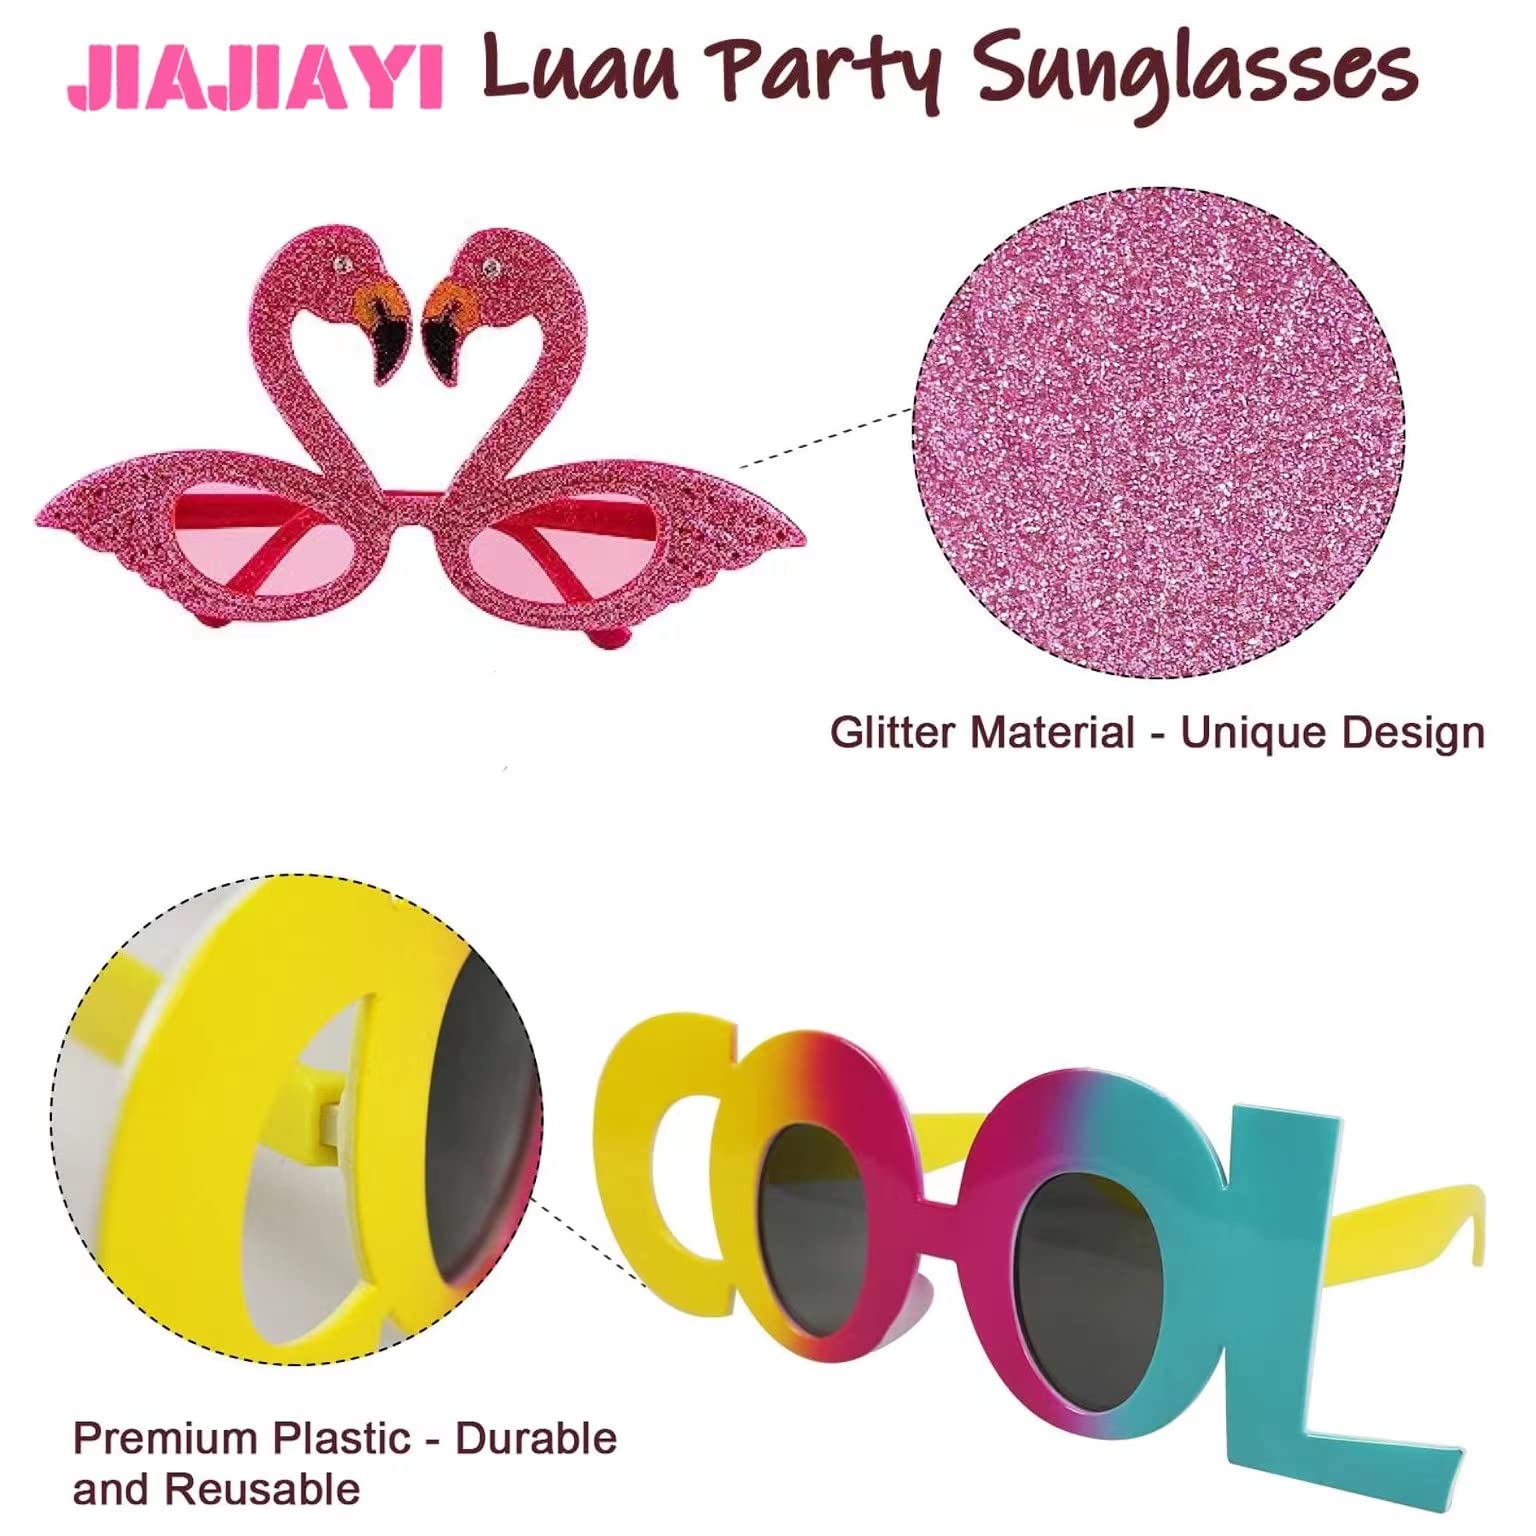 JIAJIAYI Luau Party Sunglasses
Glitter Material - Unique Design
COOL
Premium Plastic - Durable
and Reusable